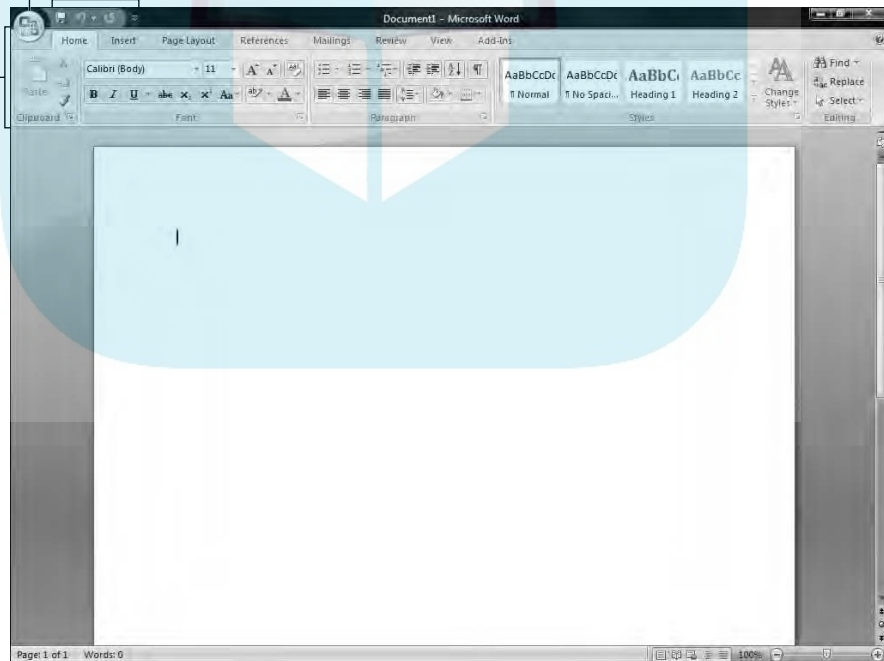 Document1 - Microsoft Word
Home Insert Page Layout References Mailings Review View Add-Ins
Calibri (Body) 11 A A Find
Paste AaBbCcDc AaBbCcDc AaBbC AaBbCc Replace
B I U abe X, X Aa A ¶ Normal ¶ No Spaci... Heading 1 Heading 2 Change Styles Select
Clipboard Font Paragraph Styles Editing
Page: 1 of 1 Words: 0 100%